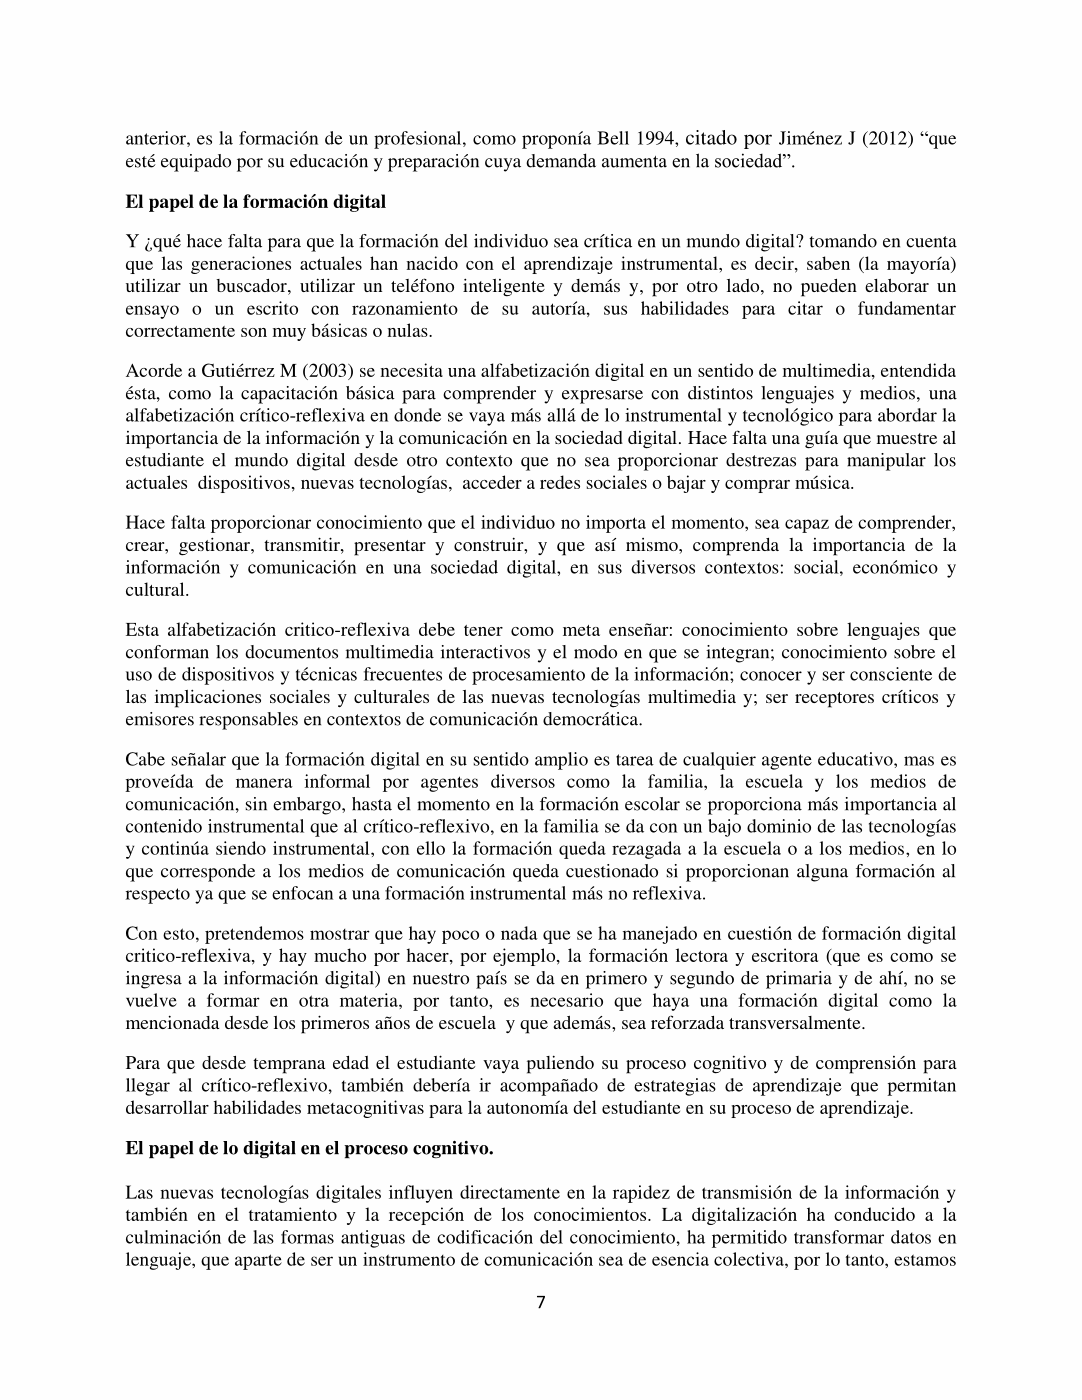 anterior, es la formación de un profesional, como proponía Bell 1994, citado por Jiménez J (2012) “que
esté equipado por su educación y preparación cuya demanda aumenta en la sociedad”.
El papel de la formación digital
Y ¿qué hace falta para que la formación del individuo sea crítica en un mundo digital? tomando en cuenta
que las generaciones actuales han nacido con el aprendizaje instrumental, es decir, saben (la mayoría)
utilizar un buscador, utilizar un teléfono inteligente y demás y, por otro lado, no pueden elaborar un
ensayo o un escrito con razonamiento de su autoría, sus habilidades para citar o fundamentar
correctamente son muy básicas o nulas.
Acorde a Gutiérrez M (2003) se necesita una alfabetización digital en un sentido de multimedia, entendida
ésta, como la capacitación básica para comprender y expresarse con distintos lenguajes y medios, una
alfabetización crítico-reflexiva en donde se vaya más allá de lo instrumental y tecnológico para abordar la
importancia de la información y la comunicación en la sociedad digital. Hace falta una guía que muestre al
estudiante el mundo digital desde otro contexto que no sea proporcionar destrezas para manipular los
actuales dispositivos, nuevas tecnologías, acceder a redes sociales o bajar y comprar música.
Hace falta proporcionar conocimiento que el individuo no importa el momento, sea capaz de comprender,
crear, gestionar, transmitir, presentar y construir, y que así mismo, comprenda la importancia de la
información y comunicación en una sociedad digital, en sus diversos contextos: social, económico y
cultural.
Esta alfabetización critico-reflexiva debe tener como meta enseñar: conocimiento sobre lenguajes que
conforman los documentos multimedia interactivos y el modo en que se integran; conocimiento sobre el
uso de dispositivos y técnicas frecuentes de procesamiento de la información; conocer y ser consciente de
las implicaciones sociales y culturales de las nuevas tecnologías multimedia y; ser receptores críticos y
emisores responsables en contextos de comunicación democrática.
Cabe señalar que la formación digital en su sentido amplio es tarea de cualquier agente educativo, mas es
proveída de manera informal por agentes diversos como la familia, la escuela y los medios de
comunicación, sin embargo, hasta el momento en la formación escolar se proporciona más importancia al
contenido instrumental que al crítico-reflexivo, en la familia se da con un bajo dominio de las tecnologías
y continúa siendo instrumental, con ello la formación queda rezagada a la escuela o a los medios, en lo
que corresponde a los medios de comunicación queda cuestionado si proporcionan alguna formación al
respecto ya que se enfocan a una formación instrumental más no reflexiva.
Con esto, pretendemos mostrar que hay poco o nada que se ha manejado en cuestión de formación digital
critico-reflexiva, y hay mucho por hacer, por ejemplo, la formación lectora y escritora (que es como se
ingresa a la información digital) en nuestro país se da en primero y segundo de primaria y de ahí, no se
vuelve a formar en otra materia, por tanto, es necesario que haya una formación digital como la
mencionada desde los primeros años de escuela y que además, sea reforzada transversalmente.
Para que desde temprana edad el estudiante vaya puliendo su proceso cognitivo y de comprensión para
llegar al crítico-reflexivo, también debería ir acompañado de estrategias de aprendizaje que permitan
desarrollar habilidades metacognitivas para la autonomía del estudiante en su proceso de aprendizaje.
El papel de lo digital en el proceso cognitivo.
Las nuevas tecnologías digitales influyen directamente en la rapidez de transmisión de la información y
también en el tratamiento y la recepción de los conocimientos. La digitalización ha conducido a la
culminación de las formas antiguas de codificación del conocimiento, ha permitido transformar datos en
lenguaje, que aparte de ser un instrumento de comunicación sea de esencia colectiva, por lo tanto, estamos
7